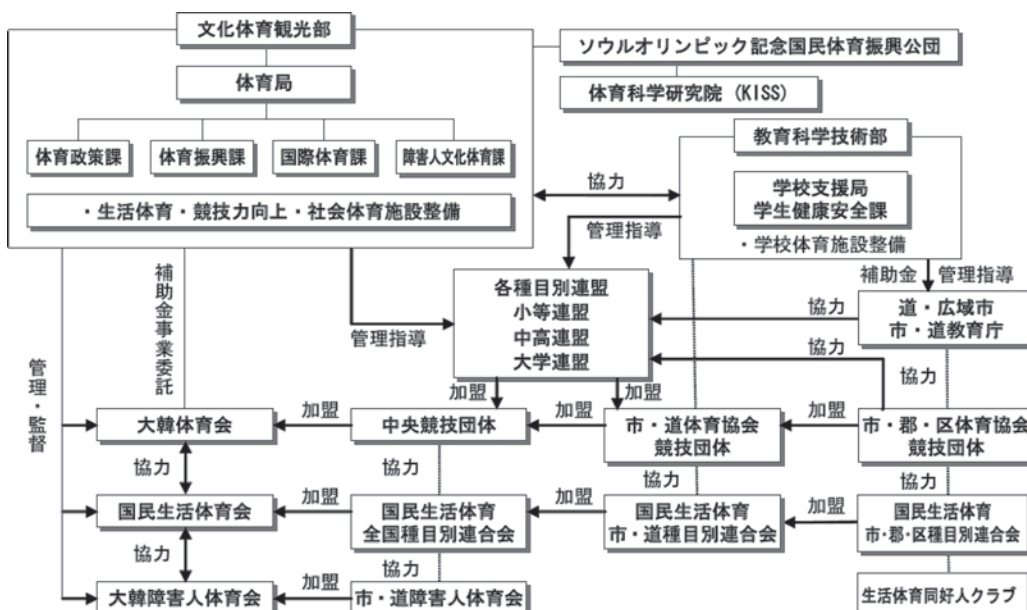 文化体育観光部
ソウルオリンピック記念国民体育振興公団
体育局
体育科学研究院 (KISS)
体育政策課
体育振興課
国際体育課
障害人文化体育課
教育科学技術部
協力
学校支援局
学生健康安全課
・生活体育・競技力向上・社会体育施設整備
管理指導
・学校体育施設整備
補助金
管理指導
補助金事業委託
各種目別連盟
小等連盟
中高連盟
大学連盟
管理指導
協力
道・広域市
市・道教育庁
協力
協力
管理・監督
加盟
加盟
大韓体育会
加盟
中央競技団体
加盟
市・道体育協会
競技団体
加盟
市・郡・区体育協会
競技団体
協力
協力
協力
協力
国民生活体育会
加盟
国民生活体育
全国種目別連合会
加盟
国民生活体育
市・道種目別連合会
加盟
国民生活体育
市・郡・区種目別連合会
協力
協力
大韓障害人体育会
加盟
市・道障害人体育会
生活体育同好人クラブ